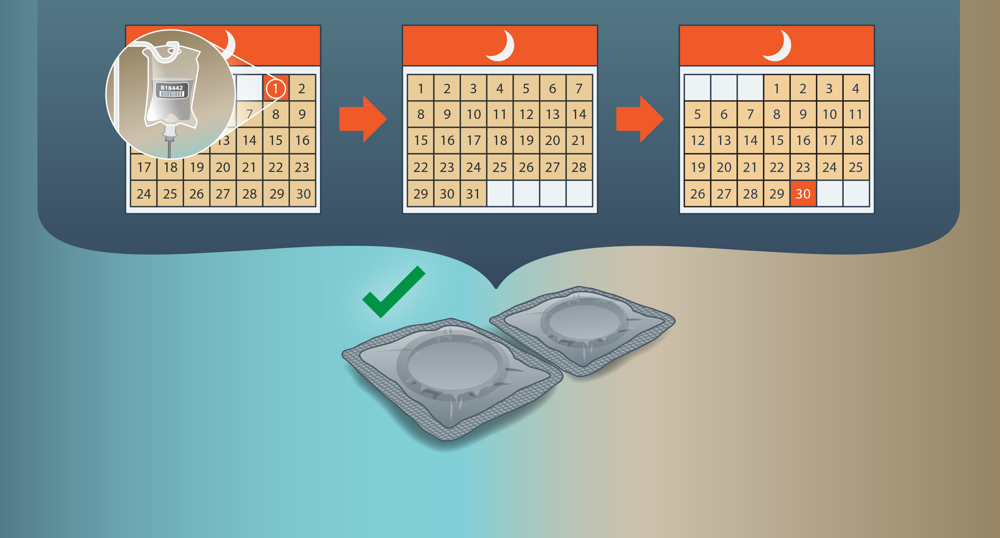 818442
1 2
7 8 9
13 14 15 16
17 18 19 20 21 22 23
24 25 26 27 28 29 30
1 2 3 4 5 6 7
8 9 10 11 12 13 14
15 16 17 18 19 20 21
22 23 24 25 26 27 28
29 30 31
1 2 3 4
5 6 7 8 9 10 11
12 13 14 15 16 17 18
19 20 21 22 23 24 25
26 27 28 29 30